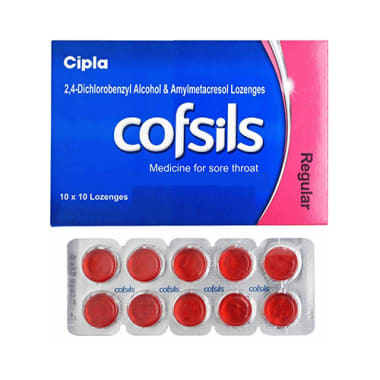 Cipla
2,4-Dichlorobenzyl Alcohol & Amylmetacresol Lozenges
cofsils
Medicine for sore throat
10 x 10 Lozenges
Regular
cofsils cofsils cofsils cofsils